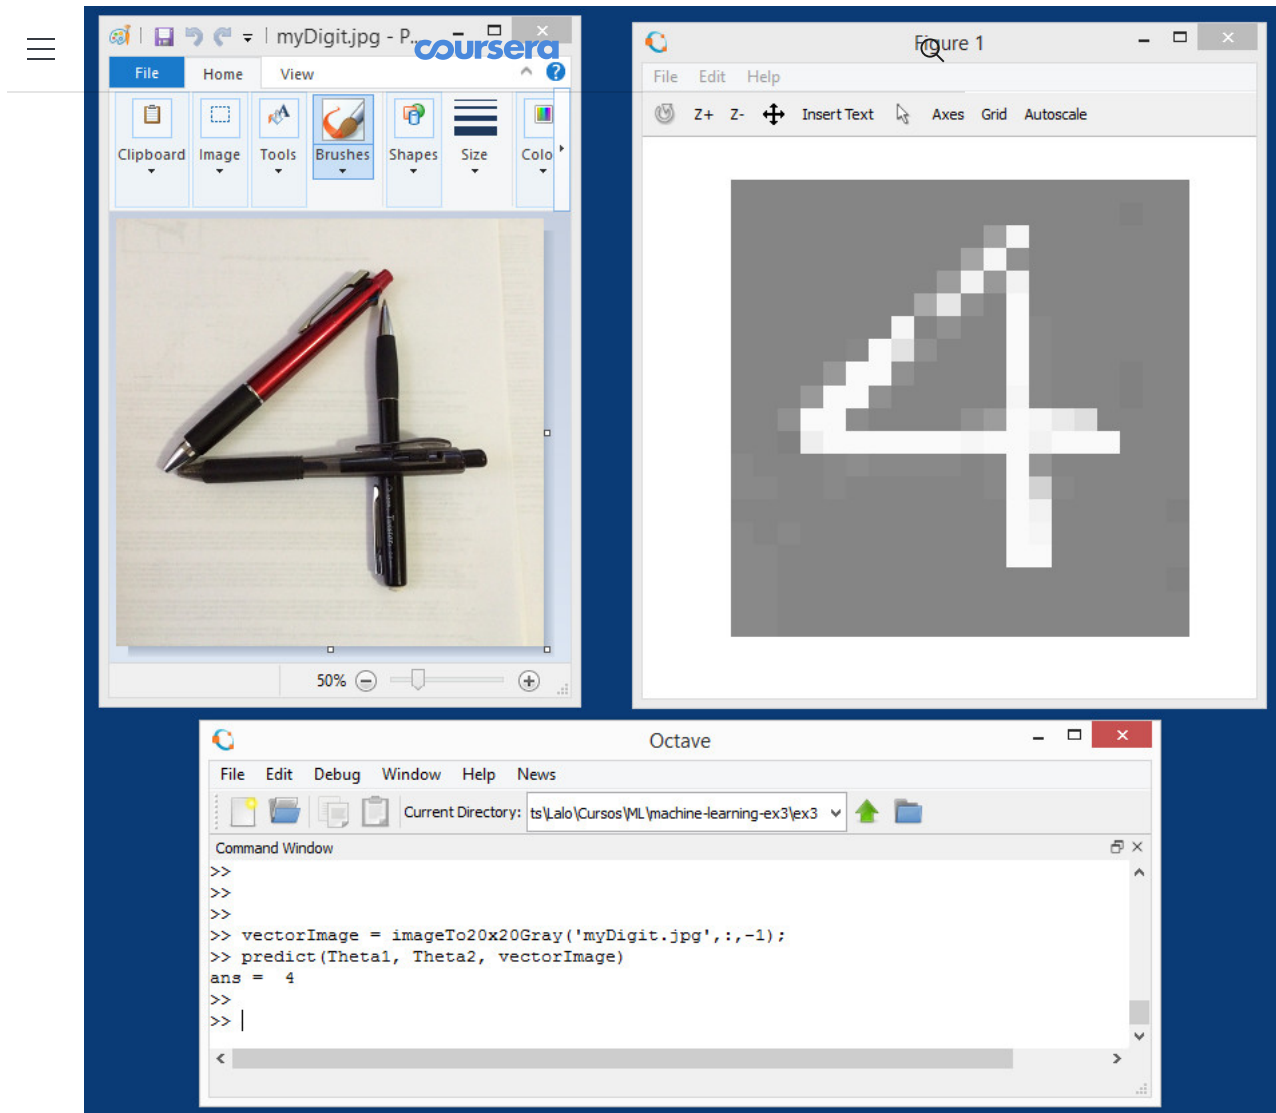 myDigit.jpg - P...
coursera
File
Home
View
Clipboard
Image
Tools
Brushes
Shapes
Size
Colo
50%
Figure 1
File Edit Help
Z+ Z- Insert Text Axes Grid Autoscale
Octave
File Edit Debug Window Help News
Current Directory: ts\Lalo\Cursos\ML\machine-learning-ex3\ex3
Command Window
>>
>>
>>
>> vectorImage = imageTo20x20Gray('myDigit.jpg',:,-1);
>> predict(Theta1, Theta2, vectorImage)
ans =  4
>>
>>